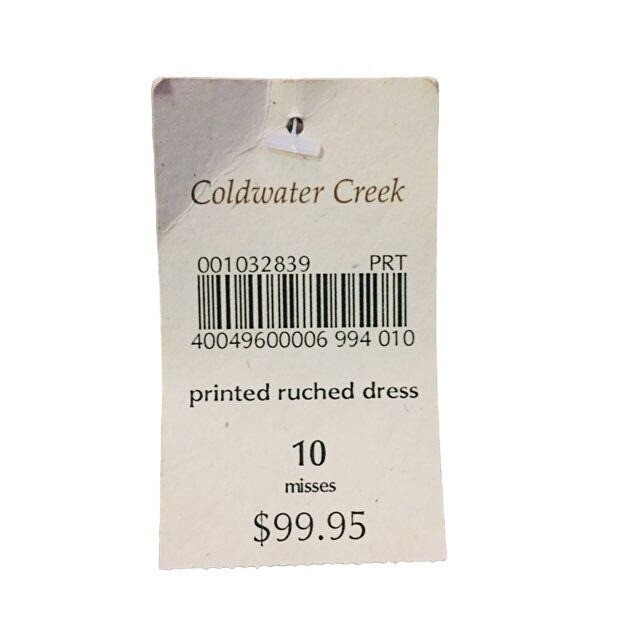 Coldwater Creek
001032839 PRT
40049600006 994 010
printed ruched dress
10
misses
$99.95